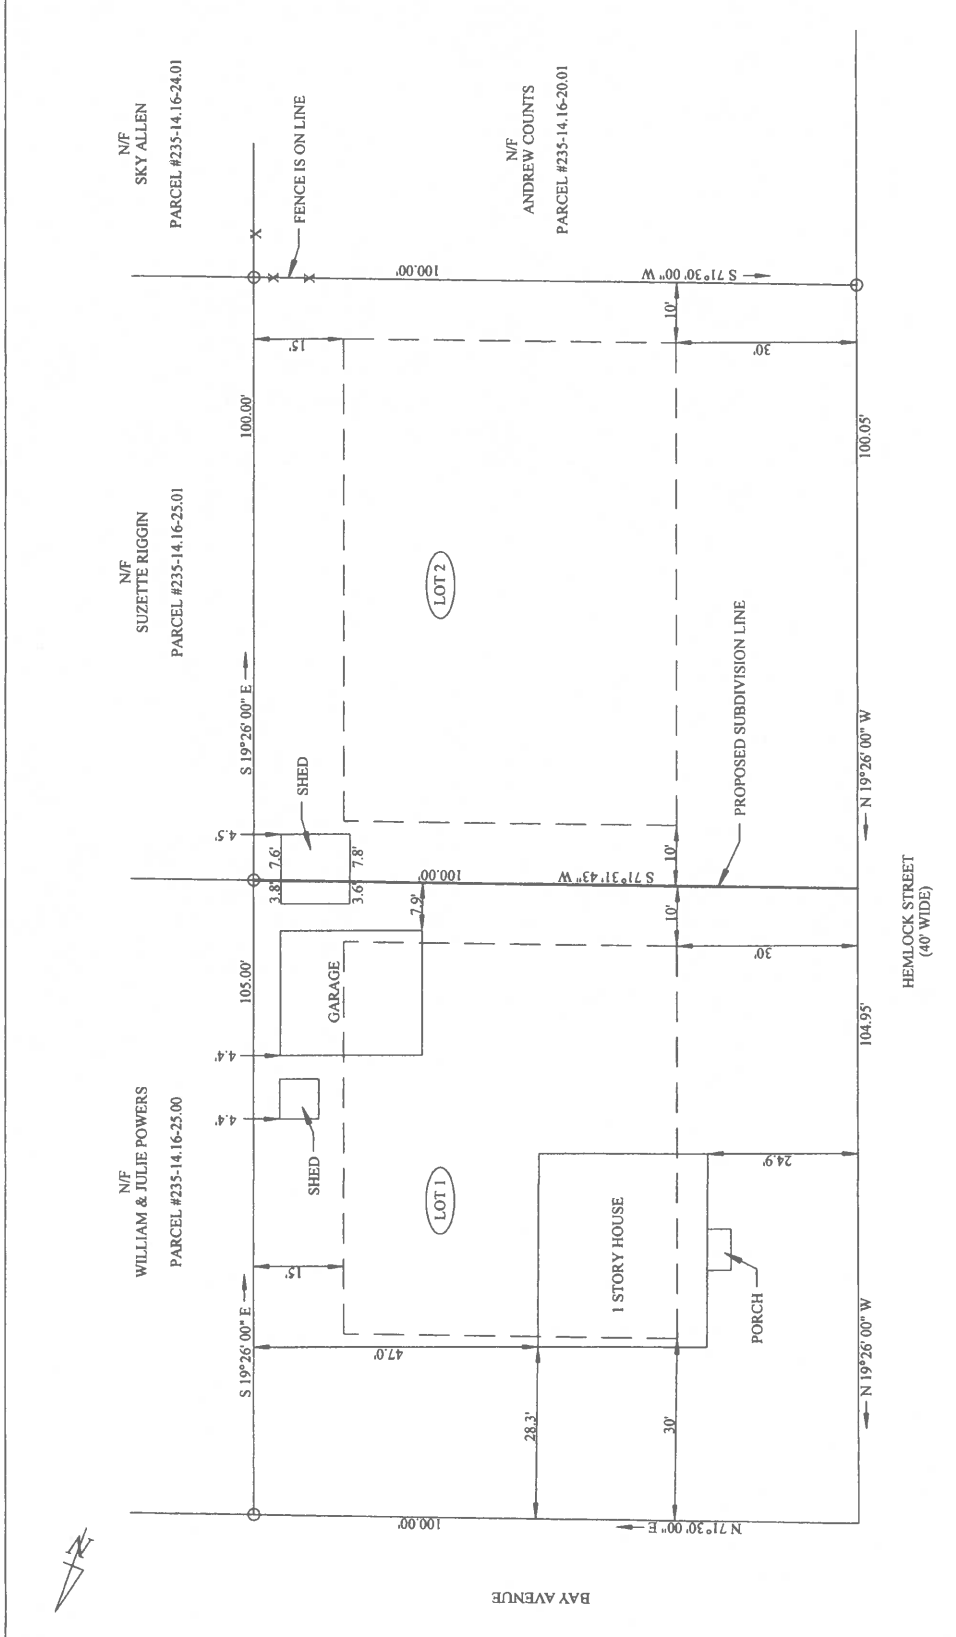 N/F
SKY ALLEN
PARCEL #235-14.16-24.01
FENCE IS ON LINE
N/F
ANDREW COUNTS
PARCEL #235-14.16-20.01
X
X
X
100.00'
S 71°30' 00" W
10'
15'
30'
100.00'
100.05'
N/F
SUZETTE RIGGIN
PARCEL #235-14.16-25.01
LOT 2
S 19°26' 00" E
N 19°26' 00" W
PROPOSED SUBDIVISION LINE
SHED
4.5'
7.6'
7.8'
3.8'
3.6'
100.00'
S 71°31'43" W
10'
10'
7.9'
HEMLOCK STREET
(40' WIDE)
105.00'
GARAGE
4.4'
30'
104.95'
4.4'
SHED
N/F
WILLIAM & JULIE POWERS
PARCEL #235-14.16-25.00
LOT 1
24.9'
1 STORY HOUSE
PORCH
15'
S 19°26' 00" E
N 19°26' 00" W
47.0'
28.3'
30'
100.00'
N 71°30' 00" E
BAY AVENUE
N